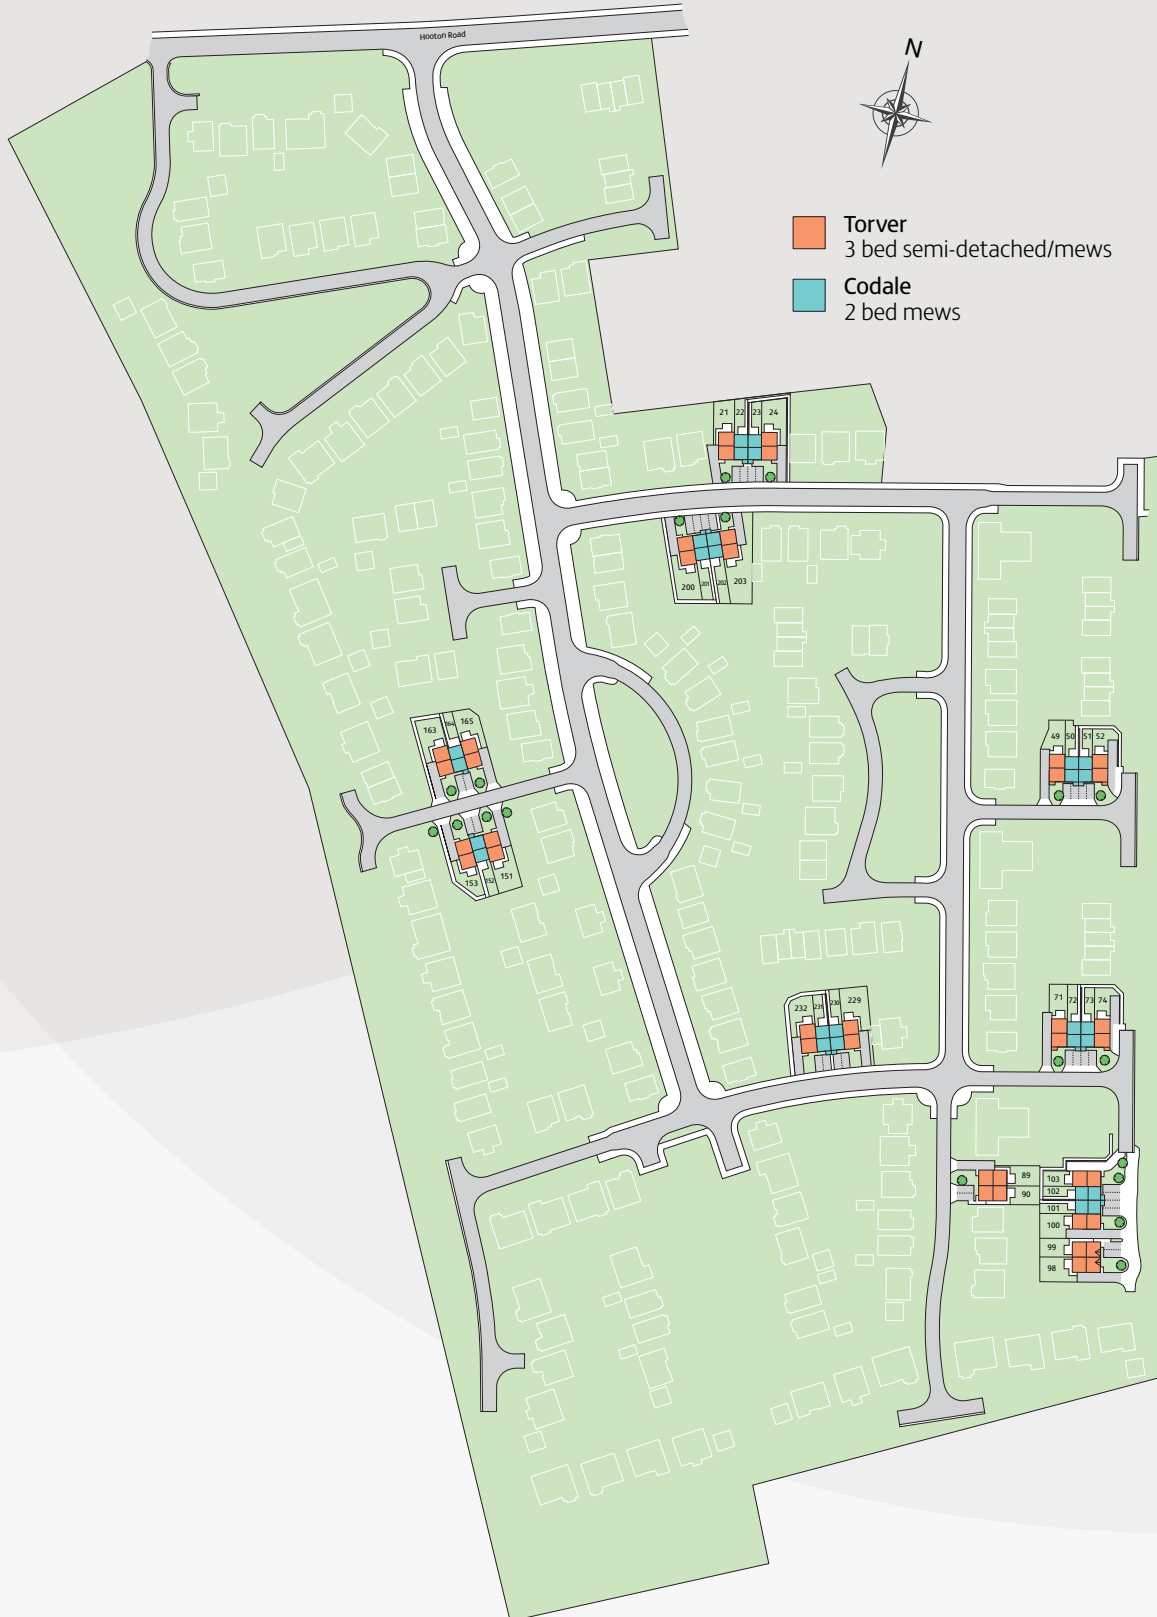 Hooton Road
N
Torver
3 bed semi-detached/mews
Codale
2 bed mews
21 22 23 24
200 201 202 203
163 164 165
49 50 51 52
153 152 151
232 231 230 229
71 72 73 74
89
90
103
102
101
100
99
98